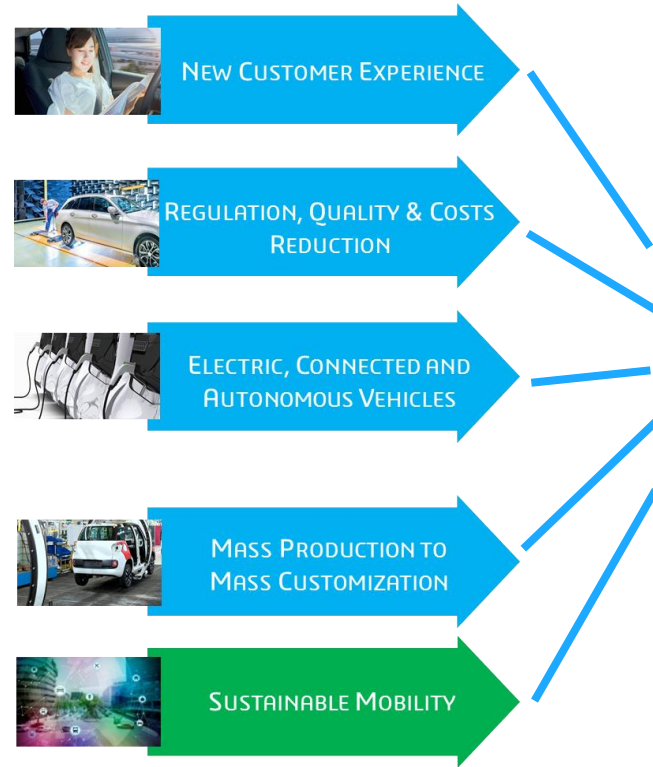 New Customer Experience
Regulation, Quality & Costs
Reduction
Electric, Connected and
Autonomous Vehicles
Mass Production to
Mass Customization
Sustainable Mobility